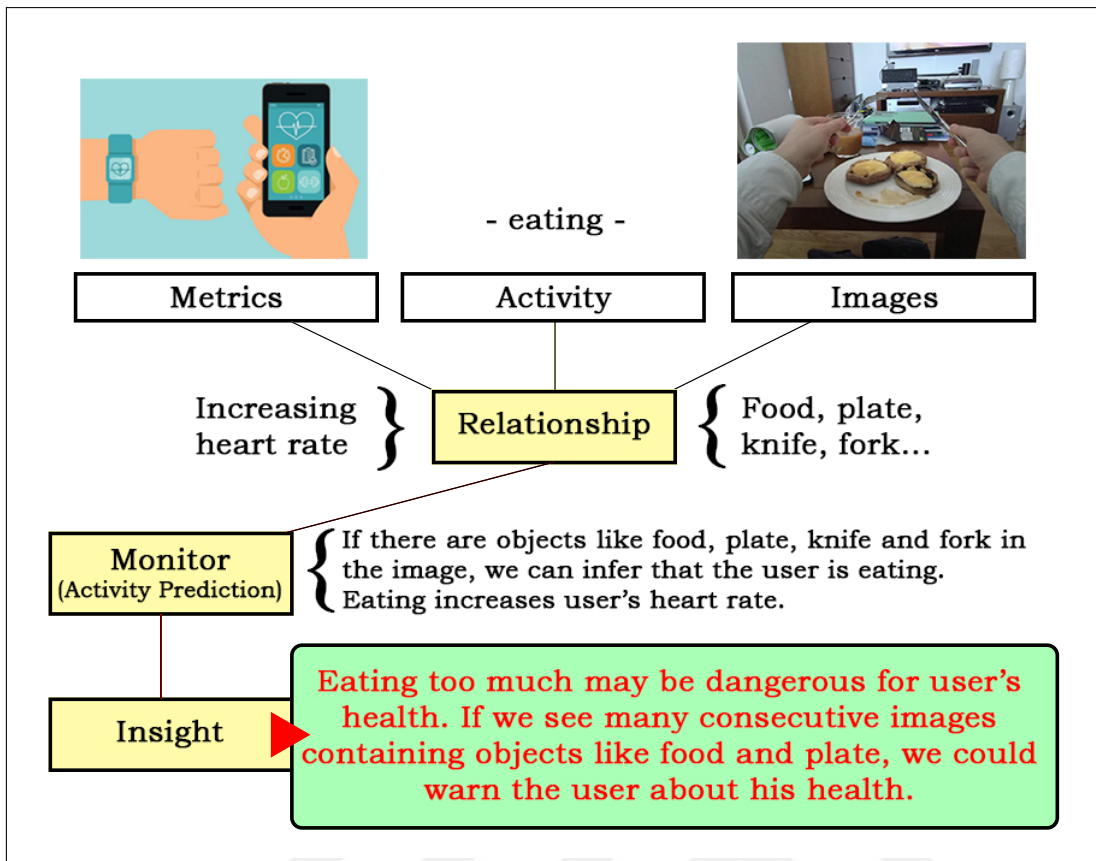 - eating -
Metrics
Activity
Images
Increasing
heart rate
Relationship
Food, plate,
knife, fork...
Monitor
(Activity Prediction)
If there are objects like food, plate, knife and fork in
the image, we can infer that the user is eating.
Eating increases user's heart rate.
Insight
Eating too much may be dangerous for user's
health. If we see many consecutive images
containing objects like food and plate, we could
warn the user about his health.